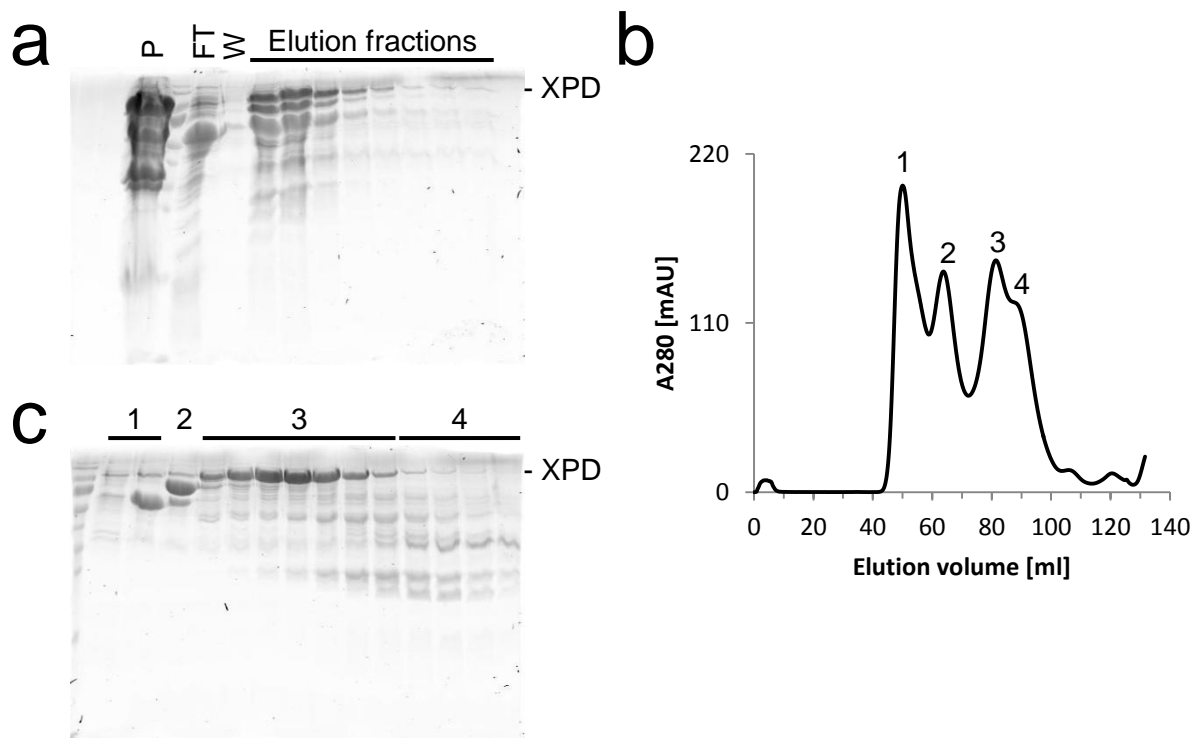 a
P
FT
W
Elution fractions
- XPD
b
220
110
0
A280 [mAU]
1
2
3
4
0 20 40 60 80 100 120 140
Elution volume [ml]
c
1 2 3 4
- XPD